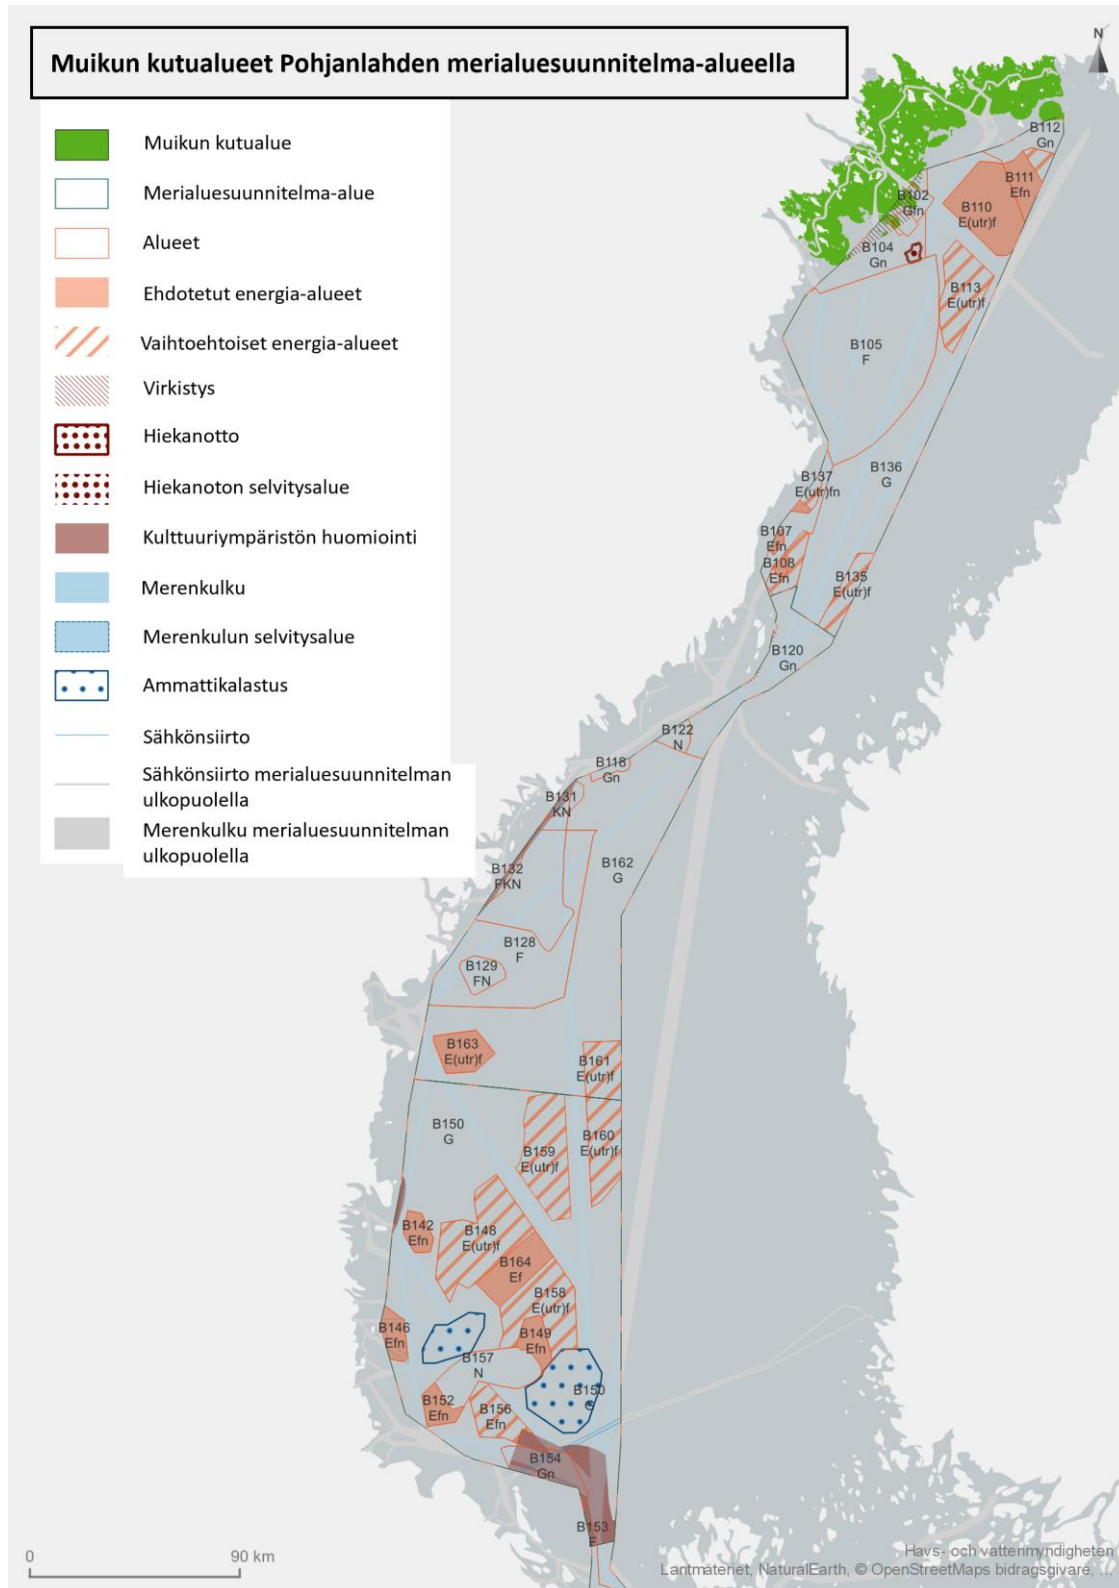 Muikun kutualueet Pohjanlahden merialuesuunnitelma-alueella
N
Muikun kutualue
Merialuesuunnitelma-alue
Alueet
Ehdotetut energia-alueet
Vaihtoehtoiset energia-alueet
Virkistys
Hiekanotto
Hiekanoton selvitysalue
Kulttuuriympäristön huomiointi
Merenkulku
Merenkulun selvitysalue
Ammattikalastus
Sähkönsiirto
Sähkönsiirto merialuesuunnitelman
ulkopuolella
Merenkulku merialuesuunnitelman
ulkopuolella
B112
Gn
B111
Efn
B102
Gfn
B110
E(utr)f
B104
Gn
B113
E(utr)f
B105
F
B136
G
B137
E(utr)fn
B107
Efn
B108
Efn
B135
E(utr)f
B120
Gn
B122
N
B118
Gn
B131
KN
B162
G
B132
FKN
B128
F
B129
FN
B163
E(utr)f
B161
E(utr)f
B150
G
B159
E(utr)f
B160
E(utr)f
B142
Efn
B148
E(utr)f
B164
Ef
B158
E(utr)f
B146
Efn
B149
Efn
B157
N
B150
G
B152
Efn
B156
Efn
B154
Gn
B153
F
0
90 km
Havs- och vattenmyndigheten
Lantmäteriet, NaturalEarth, © OpenStreetMaps bidragsgivare, ...